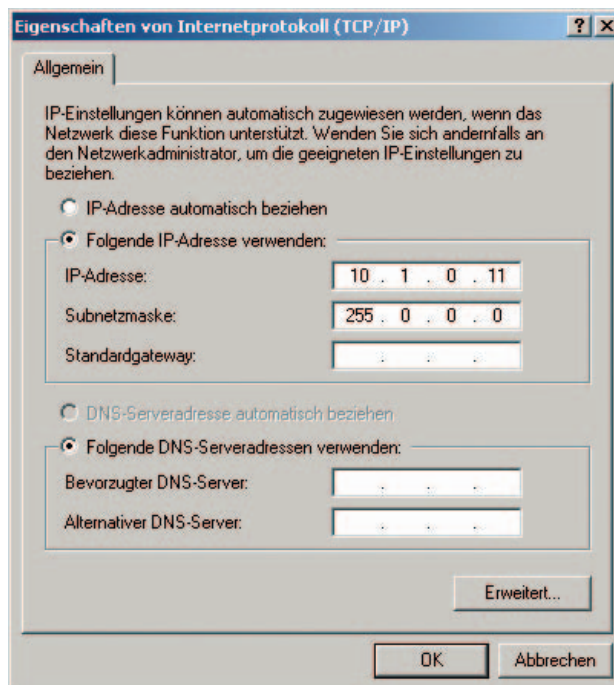 Eigenschaften von Internetprotokoll (TCP/IP)
Allgemein
IP-Einstellungen können automatisch zugewiesen werden, wenn das
Netzwerk diese Funktion unterstützt. Wenden Sie sich andernfalls an
den Netzwerkadministrator, um die geeigneten IP-Einstellungen zu
beziehen.
IP-Adresse automatisch beziehen
Folgende IP-Adresse verwenden:
IP-Adresse: 10 . 1 . 0 . 11
Subnetzmaske: 255 . 0 . 0 . 0
Standardgateway: . . .
DNS-Serveradresse automatisch beziehen
Folgende DNS-Serveradressen verwenden:
Bevorzugter DNS-Server: . . .
Alternativer DNS-Server: . . .
Erweitert...
OK Abbrechen